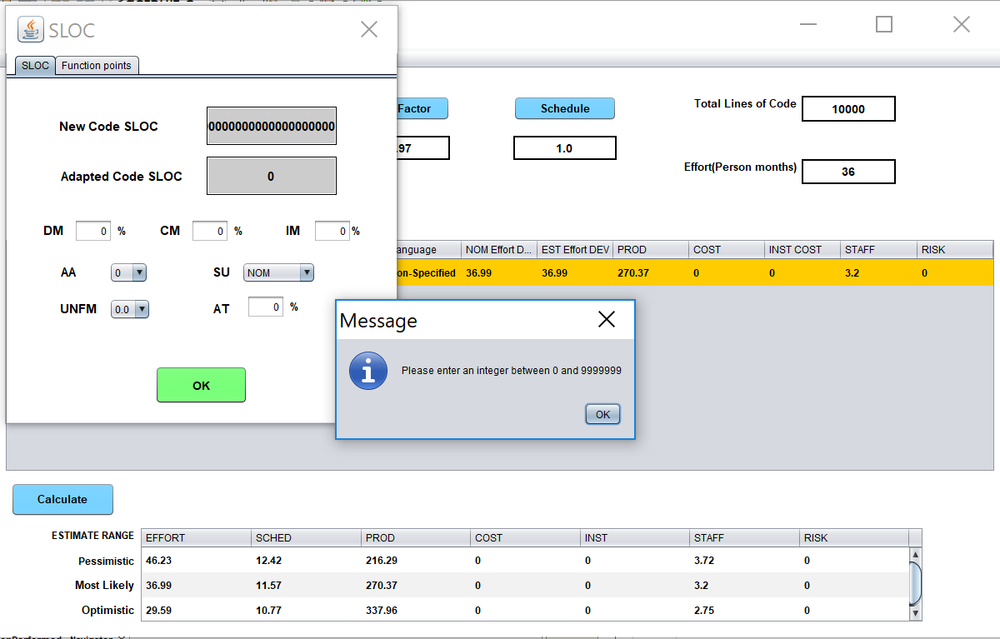 SLOC
SLOC Function points
New Code SLOC 0000000000000000000
Adapted Code SLOC 0
DM 0 % CM 0 % IM 0 %
AA 0 SU NOM
UNFM 0.0 AT 0 %
OK
Factor Schedule Total Lines of Code 10000
.97 1.0
Effort(Person months) 36
NOM Effort D... EST Effort DEV PROD COST INST COST STAFF RISK
36.99 36.99 270.37 0 0 3.2 0
Message
Please enter an integer between 0 and 9999999
OK
Calculate
ESTIMATE RANGE EFFORT SCHED PROD COST INST STAFF RISK
Pessimistic 46.23 12.42 216.29 0 0 3.72 0
Most Likely 36.99 11.57 270.37 0 0 3.2 0
Optimistic 29.59 10.77 337.96 0 0 2.75 0